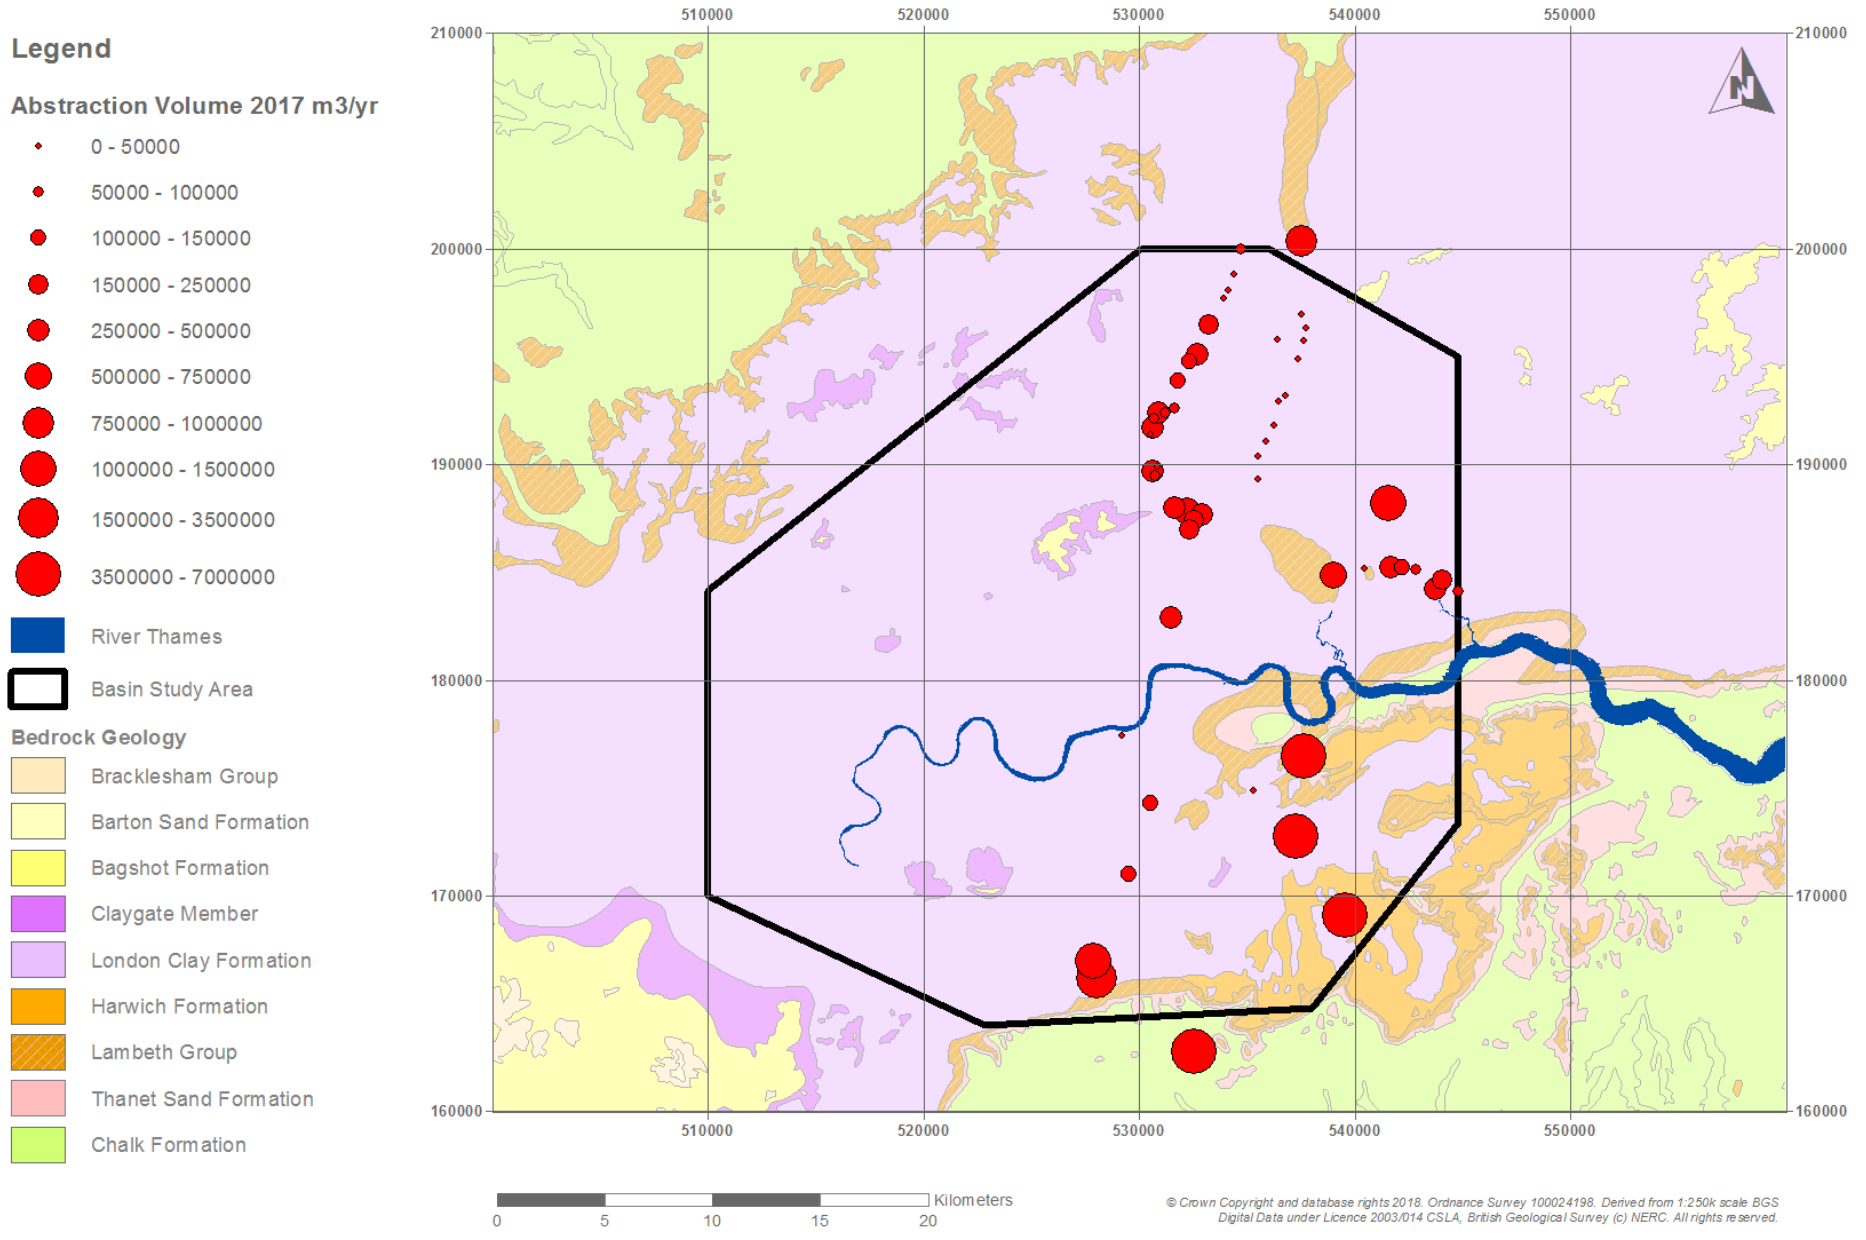 Legend
Abstraction Volume 2017 m3/yr
0 - 50000
50000 - 100000
100000 - 150000
150000 - 250000
250000 - 500000
500000 - 750000
750000 - 1000000
1000000 - 1500000
1500000 - 3500000
3500000 - 7000000
River Thames
Basin Study Area
Bedrock Geology
Bracklesham Group
Barton Sand Formation
Bagshot Formation
Claygate Member
London Clay Formation
Harwich Formation
Lambeth Group
Thanet Sand Formation
Chalk Formation
510000 520000 530000 540000 550000
210000 210000
N
200000 200000
190000 190000
180000 180000
170000 170000
160000 160000
510000 520000 530000 540000 550000
Kilometers
0 5 10 15 20
© Crown Copyright and database rights 2018. Ordnance Survey 100024198. Derived from 1:250k scale BGS
Digital Data under Licence 2003/014 CSLA, British Geological Survey (c) NERC. All rights reserved.